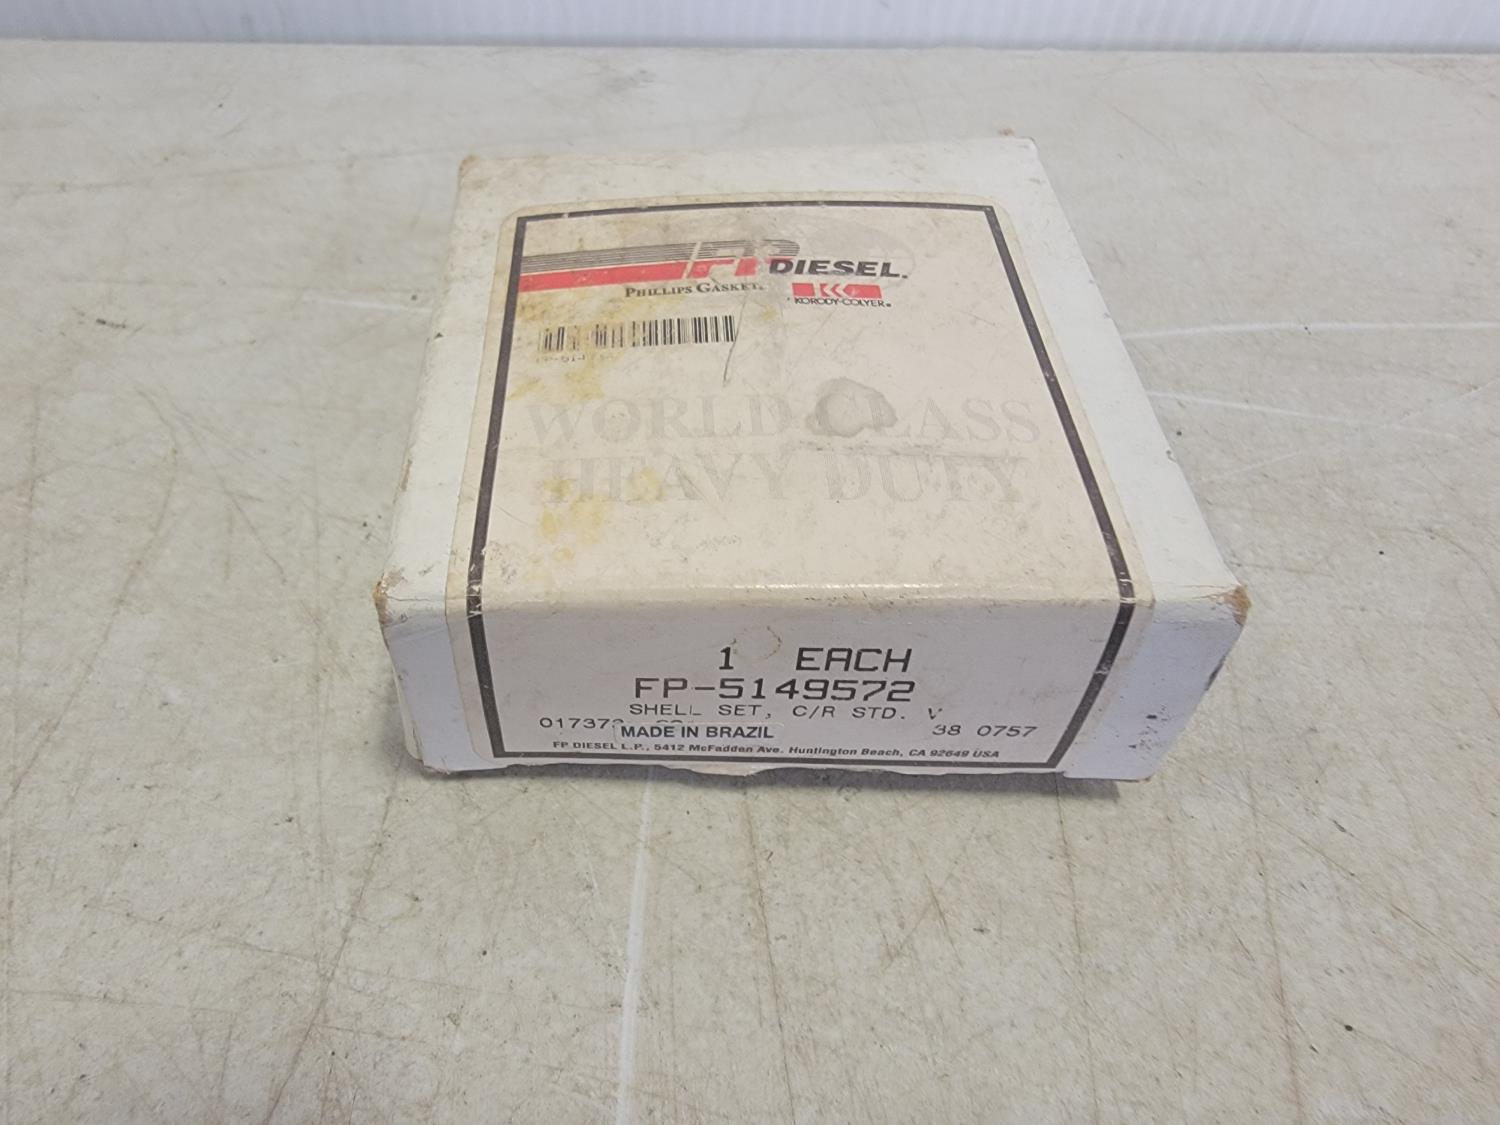 FP DIESEL.
PHILLIPS GASKET.
KORODY-COLYER®
WORLD CLASS
HEAVY DUTY
1 EACH
FP-5149572
SHELL SET, C/R STD. V
38 0757
MADE IN BRAZIL
FP DIESEL L.P., 5412 McFadden Ave. Huntington Beach, CA 92649 USA